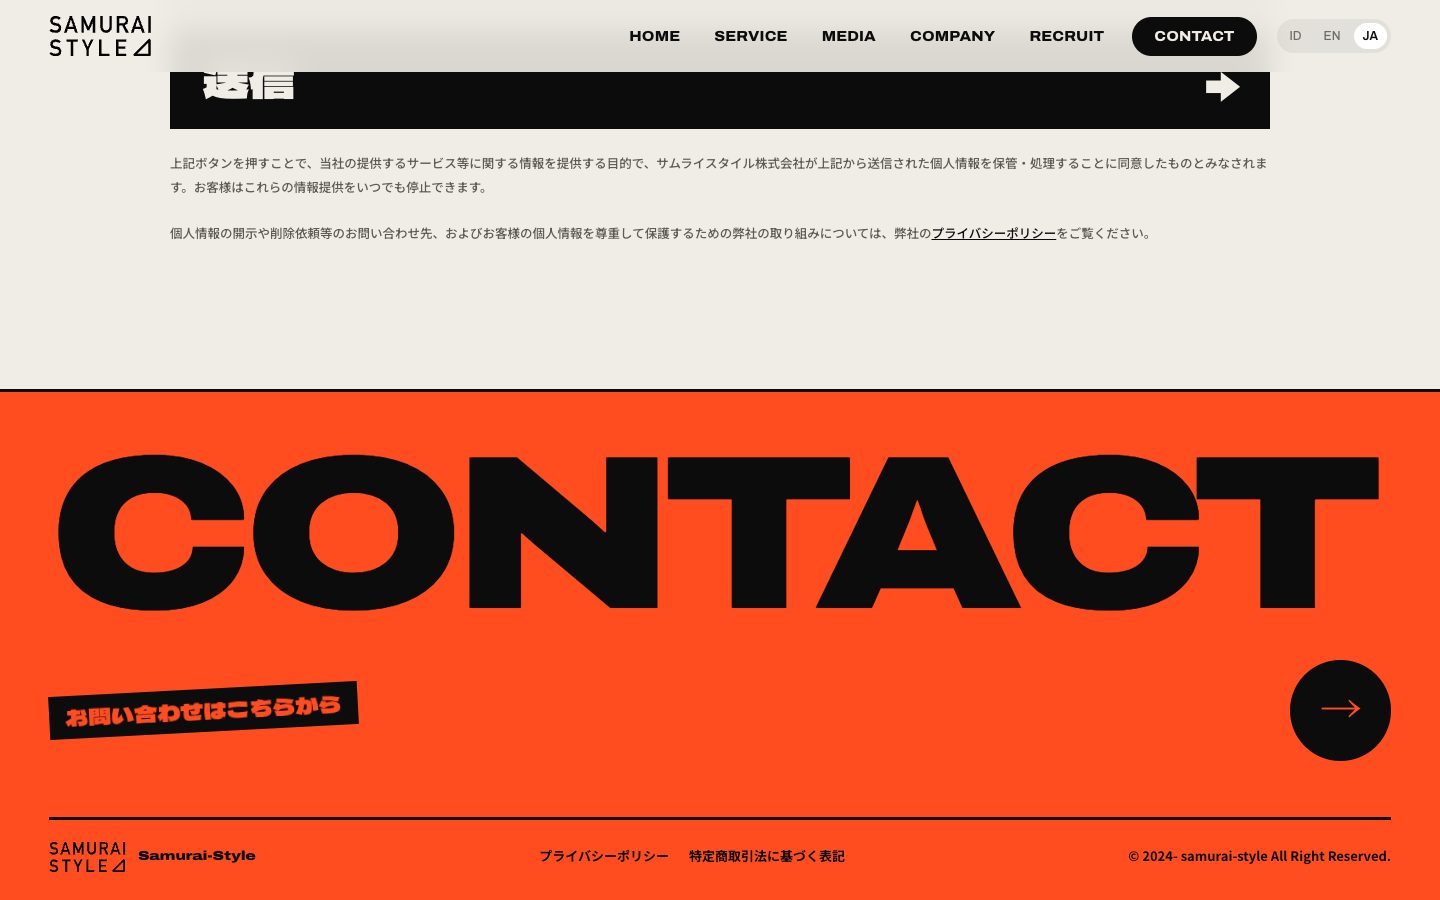 SAMURAI
STYLE
HOME SERVICE MEDIA COMPANY RECRUIT CONTACT ID EN JA
送信
上記ボタンを押すことで、当社の提供するサービス等に関する情報を提供する目的で、サムライスタイル株式会社が上記から送信された個人情報を保管・処理することに同意したものとみなされま
す。お客様はこれらの情報提供をいつでも停止できます。
個人情報の開示や削除依頼等のお問い合わせ先、およびお客様の個人情報を尊重して保護するための弊社の取り組みについては、弊社のプライバシーポリシーをご覧ください。
CONTACT
お問い合わせはこちらから
SAMURAI
STYLE
Samurai-Style
プライバシーポリシー 特定商取引法に基づく表記
© 2024- samurai-style All Right Reserved.